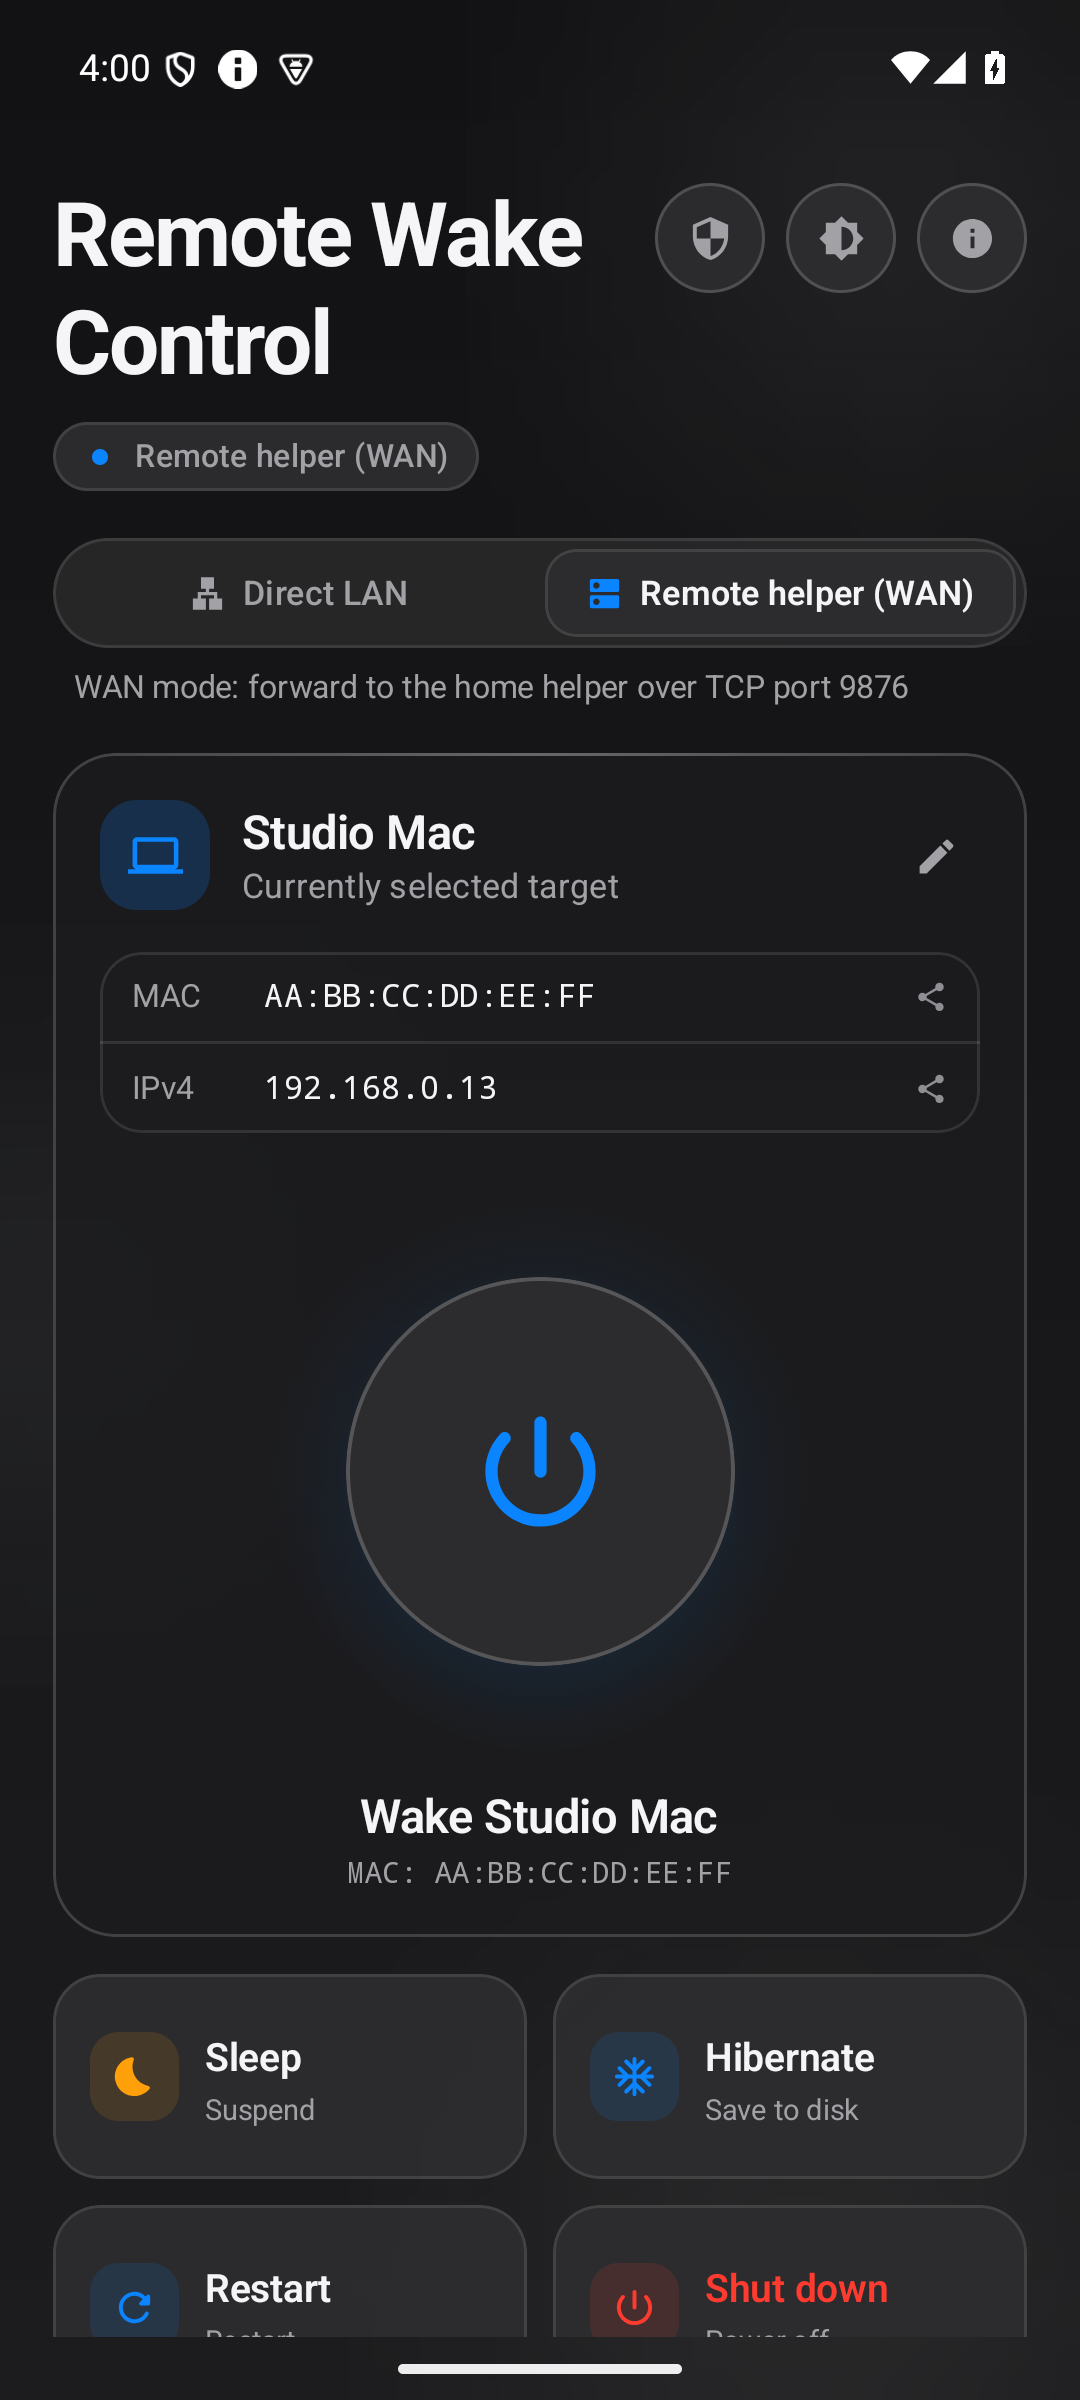 4:00
Remote Wake
Control
Remote helper (WAN)
Direct LAN
Remote helper (WAN)
WAN mode: forward to the home helper over TCP port 9876
Studio Mac
Currently selected target
MAC AA:BB:CC:DD:EE:FF
IPv4 192.168.0.13
Wake Studio Mac
MAC: AA:BB:CC:DD:EE:FF
Sleep
Suspend
Hibernate
Save to disk
Restart
Restart
Shut down
Power off